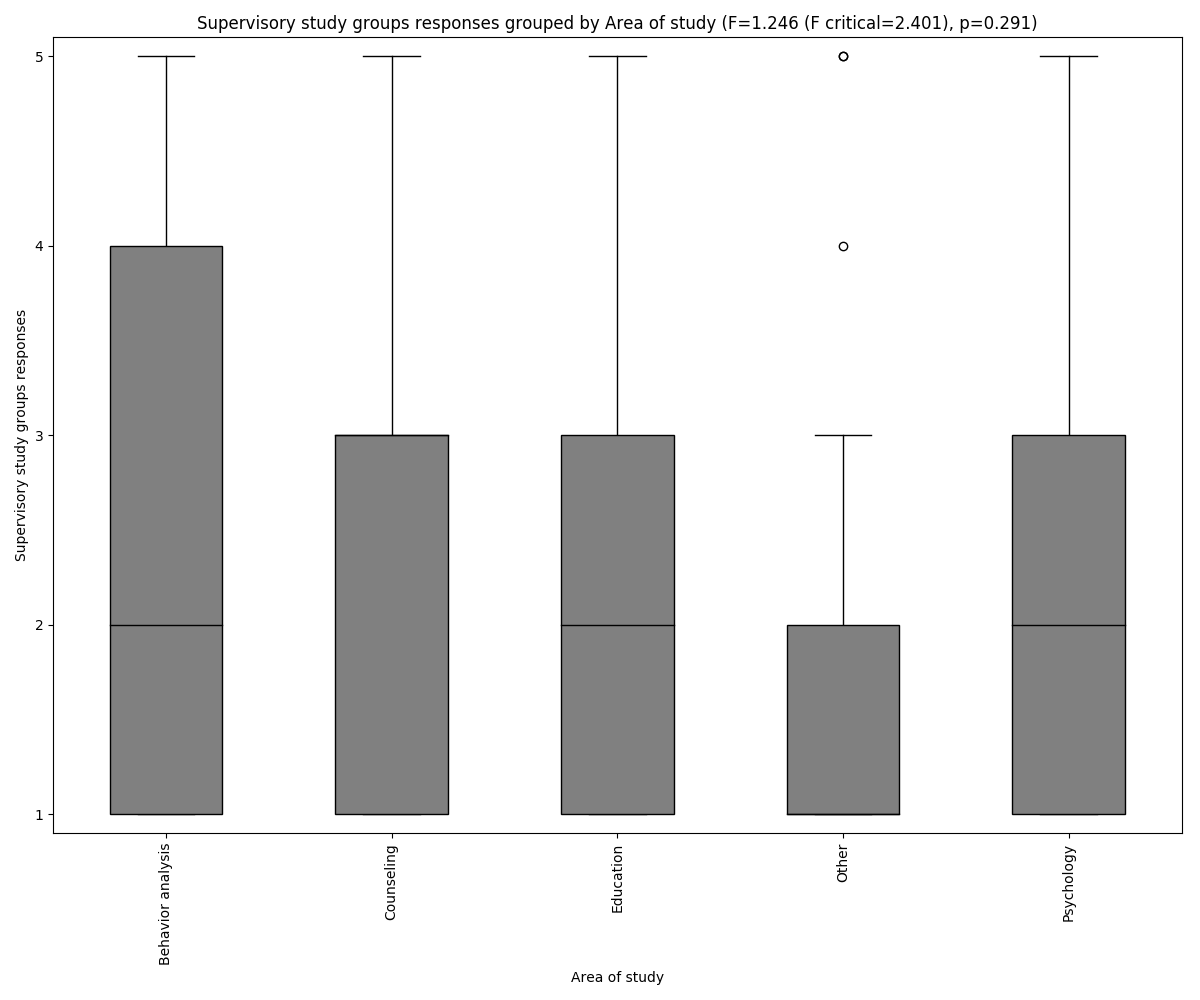 Supervisory study groups responses grouped by Area of study (F=1.246 (F critical=2.401), p=0.291)
Supervisory study groups responses
5
4
3
2
1
Behavior analysis
Counseling
Education
Other
Psychology
Area of study